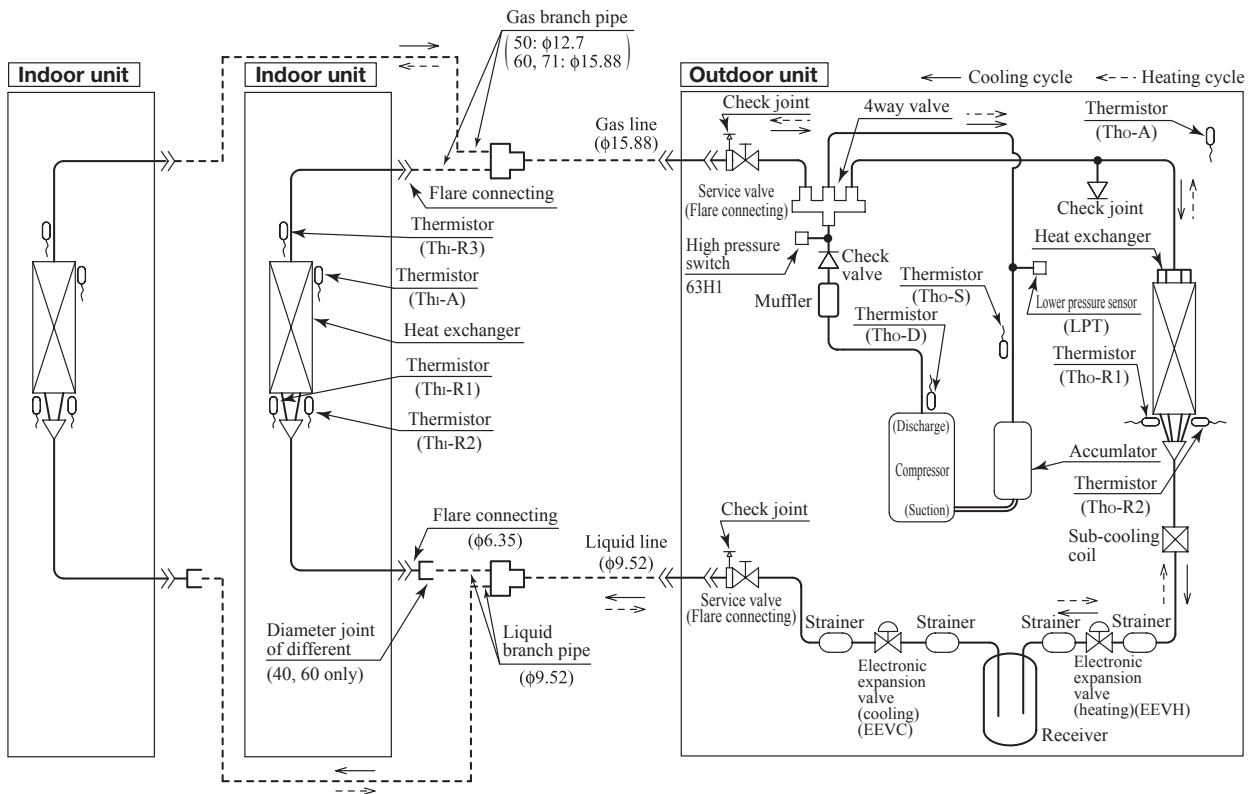 Gas branch pipe
50: ϕ12.7
60, 71: ϕ15.88
Indoor unit
Indoor unit
Outdoor unit
Cooling cycle
Heating cycle
Check joint
4way valve
Thermistor
(Tho-A)
Gas line
(ϕ15.88)
Flare connecting
Service valve
(Flare connecting)
Check joint
Thermistor
(ThI-R3)
High pressure
switch
63H1
Check
valve
Heat exchanger
Thermistor
(ThI-A)
Muffler
Thermistor
(Tho-S)
Lower pressure sensor
(LPT)
Thermistor
(Tho-D)
Heat exchanger
Thermistor
(Tho-R1)
Thermistor
(ThI-R1)
Thermistor
(ThI-R2)
(Discharge)
Compressor
(Suction)
Accumlator
Thermistor
(Tho-R2)
Flare connecting
(ϕ6.35)
Check joint
Liquid line
(ϕ9.52)
Sub-cooling
coil
Service valve
(Flare connecting)
Strainer
Strainer
Strainer
Strainer
Diameter joint
of different
(40, 60 only)
Liquid
branch pipe
(ϕ9.52)
Electronic
expansion
valve
(cooling)
(EEVC)
Electronic
expansion
valve
(heating)(EEVH)
Receiver